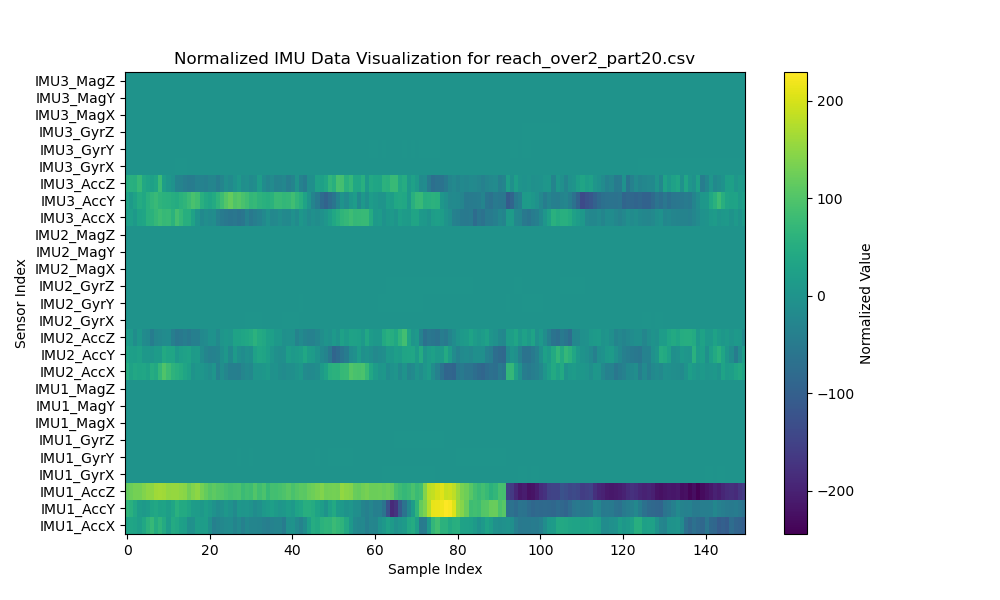 Normalized IMU Data Visualization for reach_over2_part20.csv
Sensor Index
IMU3_MagZ
IMU3_MagY
IMU3_MagX
IMU3_GyrZ
IMU3_GyrY
IMU3_GyrX
IMU3_AccZ
IMU3_AccY
IMU3_AccX
IMU2_MagZ
IMU2_MagY
IMU2_MagX
IMU2_GyrZ
IMU2_GyrY
IMU2_GyrX
IMU2_AccZ
IMU2_AccY
IMU2_AccX
IMU1_MagZ
IMU1_MagY
IMU1_MagX
IMU1_GyrZ
IMU1_GyrY
IMU1_GyrX
IMU1_AccZ
IMU1_AccY
IMU1_AccX
0 20 40 60 80 100 120 140
Sample Index
200
100
0
−100
−200
Normalized Value